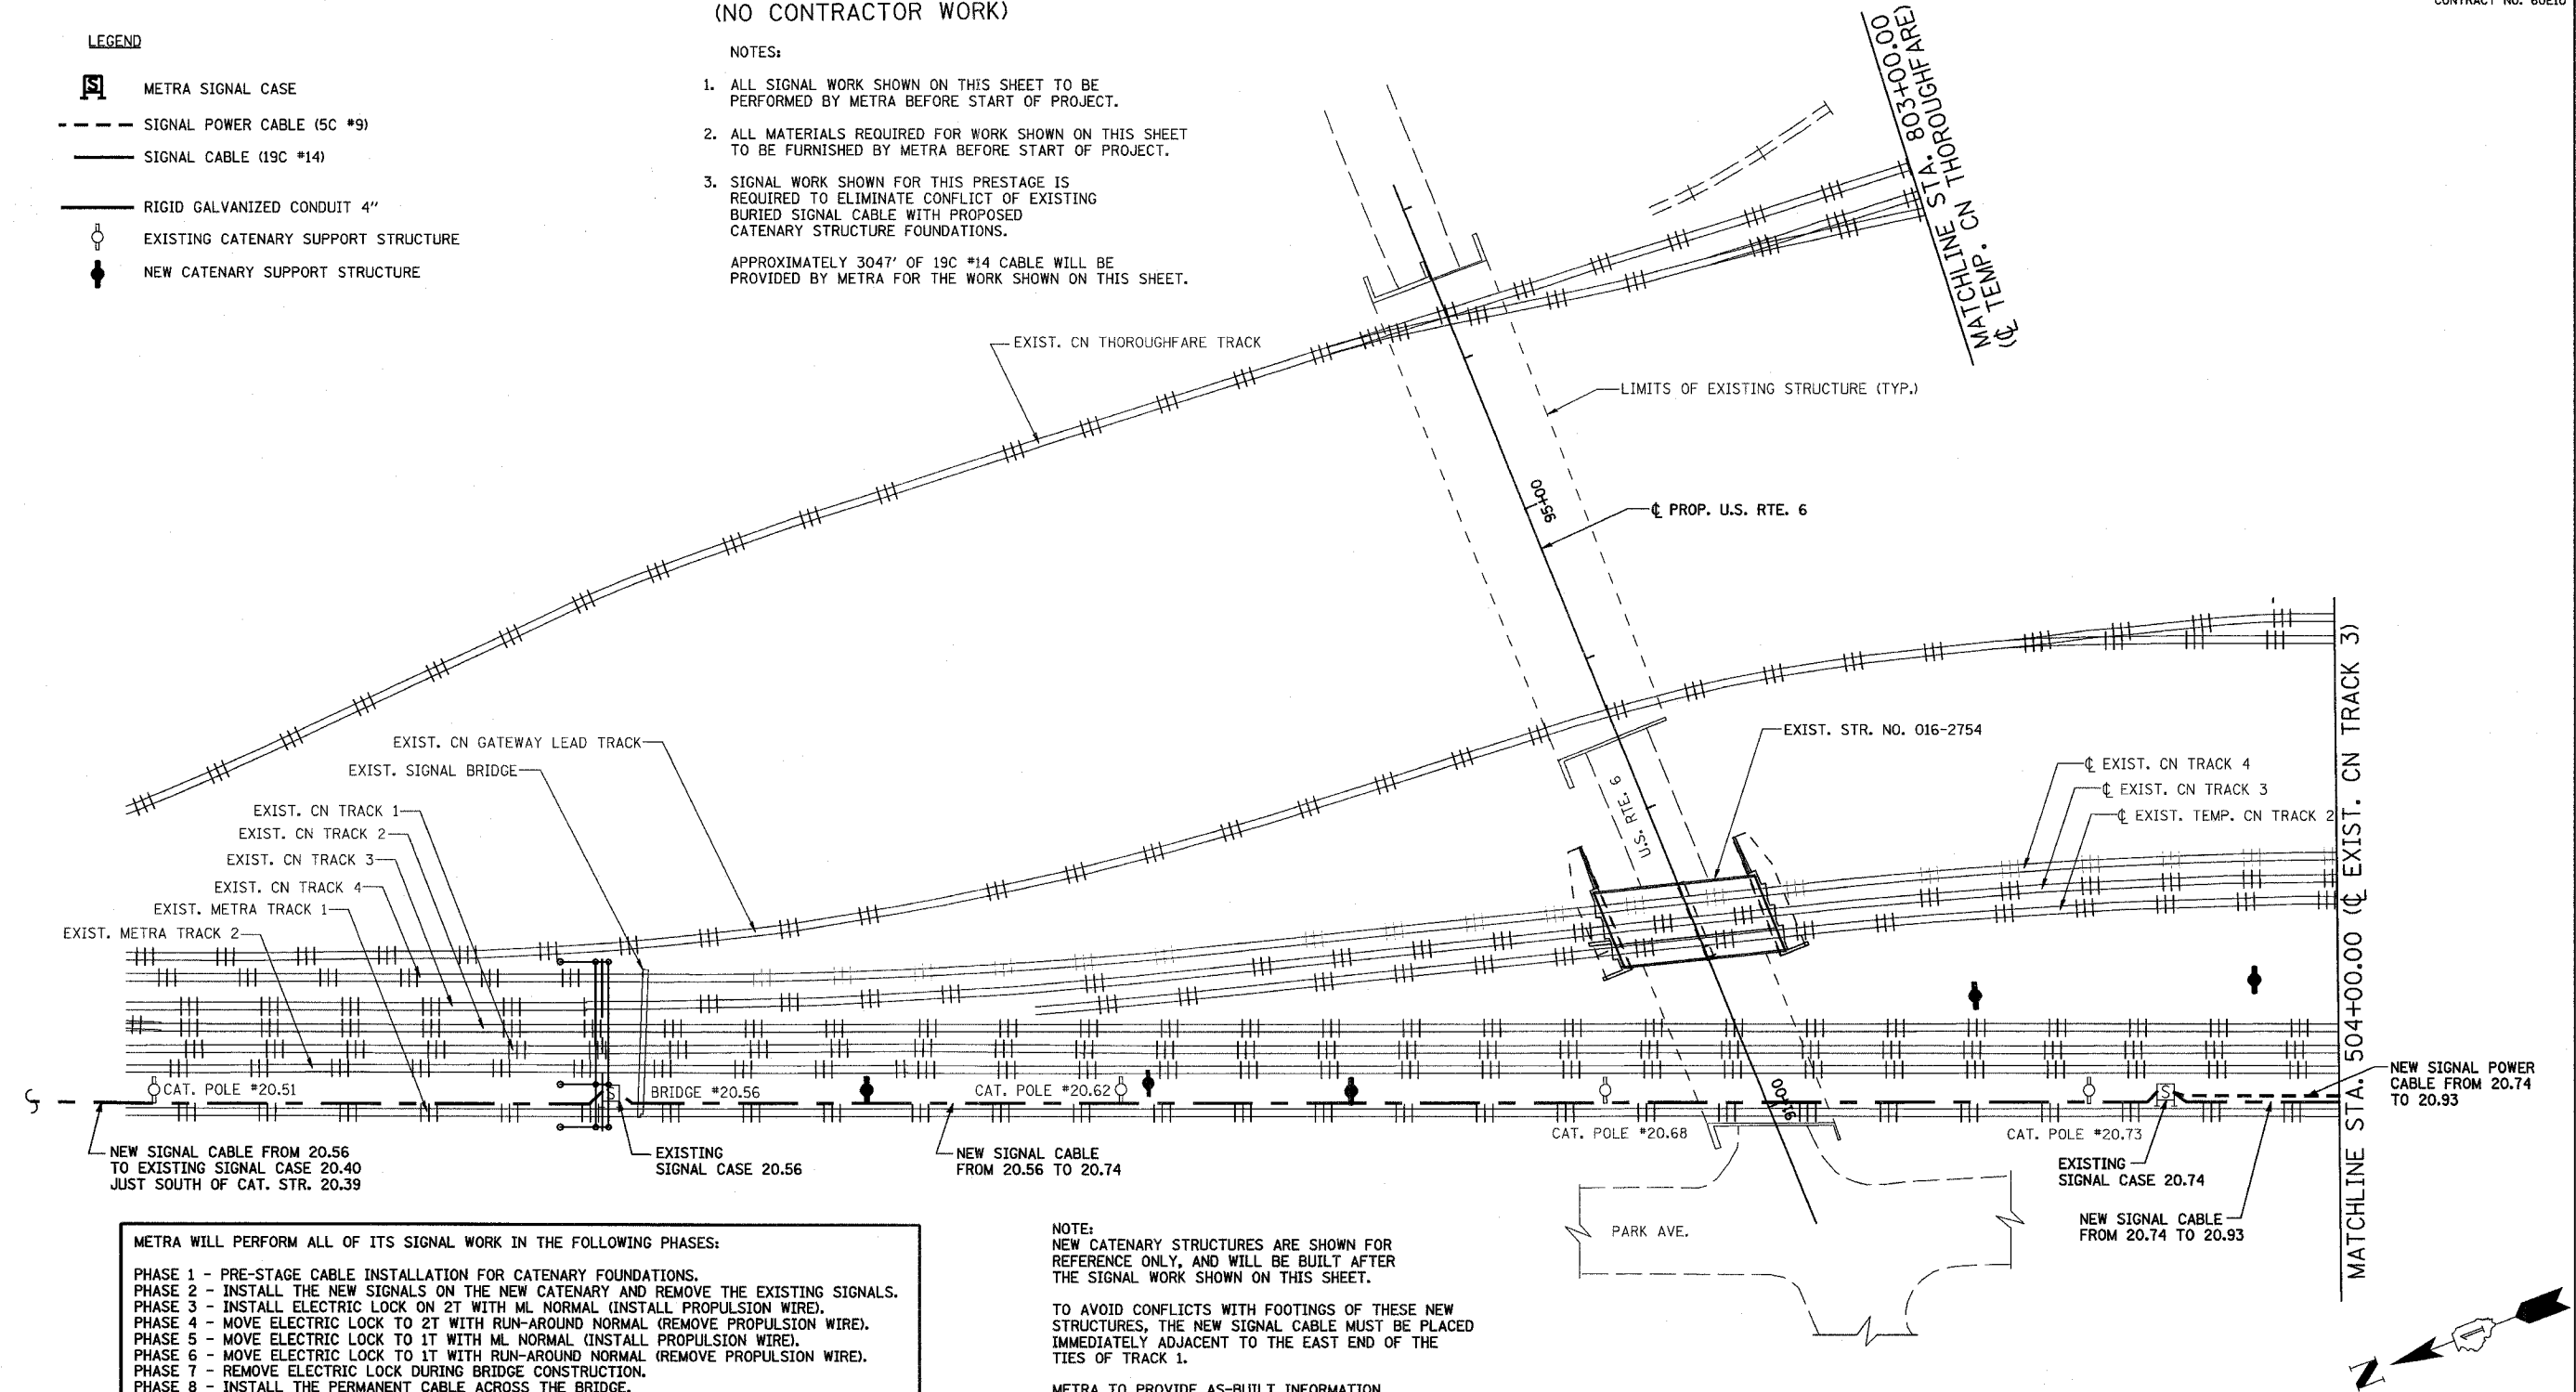 (NO CONTRACTOR WORK)
CONTRACT NO. 60E10
LEGEND
METRA SIGNAL CASE
SIGNAL POWER CABLE (5C #9)
SIGNAL CABLE (19C #14)
RIGID GALVANIZED CONDUIT 4"
EXISTING CATENARY SUPPORT STRUCTURE
NEW CATENARY SUPPORT STRUCTURE
NOTES:
1. ALL SIGNAL WORK SHOWN ON THIS SHEET TO BE
PERFORMED BY METRA BEFORE START OF PROJECT.
2. ALL MATERIALS REQUIRED FOR WORK SHOWN ON THIS SHEET
TO BE FURNISHED BY METRA BEFORE START OF PROJECT.
3. SIGNAL WORK SHOWN FOR THIS PRESTAGE IS
REQUIRED TO ELIMINATE CONFLICT OF EXISTING
BURIED SIGNAL CABLE WITH PROPOSED
CATENARY STRUCTURE FOUNDATIONS.
APPROXIMATELY 3047' OF 19C #14 CABLE WILL BE
PROVIDED BY METRA FOR THE WORK SHOWN ON THIS SHEET.
MATCHLINE STA. 803+00.00
(℄ TEMP. CN THOROUGHFARE)
EXIST. CN THOROUGHFARE TRACK
LIMITS OF EXISTING STRUCTURE (TYP.)
95+00
℄ PROP. U.S. RTE. 6
EXIST. CN GATEWAY LEAD TRACK
EXIST. SIGNAL BRIDGE
EXIST. CN TRACK 1
EXIST. CN TRACK 2
EXIST. CN TRACK 3
EXIST. CN TRACK 4
EXIST. METRA TRACK 1
EXIST. METRA TRACK 2
EXIST. STR. NO. 016-2754
U.S. RTE. 6
℄ EXIST. CN TRACK 4
℄ EXIST. CN TRACK 3
℄ EXIST. TEMP. CN TRACK 2
MATCHLINE STA. 504+00.00 (℄ EXIST. CN TRACK 3)
CAT. POLE #20.51
S
BRIDGE #20.56
CAT. POLE #20.62
CAT. POLE #20.68
91+00
CAT. POLE #20.73
S
NEW SIGNAL POWER
CABLE FROM 20.74
TO 20.93
NEW SIGNAL CABLE FROM 20.56
TO EXISTING SIGNAL CASE 20.40
JUST SOUTH OF CAT. STR. 20.39
EXISTING
SIGNAL CASE 20.56
NEW SIGNAL CABLE
FROM 20.56 TO 20.74
EXISTING
SIGNAL CASE 20.74
NEW SIGNAL CABLE
FROM 20.74 TO 20.93
PARK AVE.
METRA WILL PERFORM ALL OF ITS SIGNAL WORK IN THE FOLLOWING PHASES:
PHASE 1 - PRE-STAGE CABLE INSTALLATION FOR CATENARY FOUNDATIONS.
PHASE 2 - INSTALL THE NEW SIGNALS ON THE NEW CATENARY AND REMOVE THE EXISTING SIGNALS.
PHASE 3 - INSTALL ELECTRIC LOCK ON 2T WITH ML NORMAL (INSTALL PROPULSION WIRE).
PHASE 4 - MOVE ELECTRIC LOCK TO 2T WITH RUN-AROUND NORMAL (REMOVE PROPULSION WIRE).
PHASE 5 - MOVE ELECTRIC LOCK TO 1T WITH ML NORMAL (INSTALL PROPULSION WIRE).
PHASE 6 - MOVE ELECTRIC LOCK TO 1T WITH RUN-AROUND NORMAL (REMOVE PROPULSION WIRE).
PHASE 7 - REMOVE ELECTRIC LOCK DURING BRIDGE CONSTRUCTION.
PHASE 8 - INSTALL THE PERMANENT CABLE ACROSS THE BRIDGE.
NOTE:
NEW CATENARY STRUCTURES ARE SHOWN FOR
REFERENCE ONLY, AND WILL BE BUILT AFTER
THE SIGNAL WORK SHOWN ON THIS SHEET.
TO AVOID CONFLICTS WITH FOOTINGS OF THESE NEW
STRUCTURES, THE NEW SIGNAL CABLE MUST BE PLACED
IMMEDIATELY ADJACENT TO THE EAST END OF THE
TIES OF TRACK 1.
METRA TO PROVIDE AS-BUILT INFORMATION
N